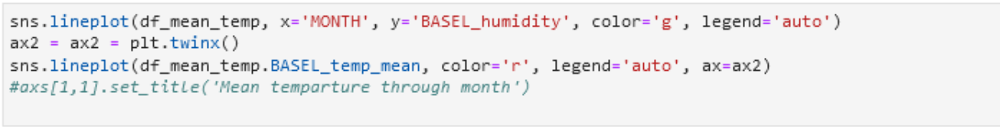 sns.lineplot(df_mean_temp, x='MONTH', y='BASEL_humidity', color='g', legend='auto')
ax2 = ax2 = plt.twinx()
sns.lineplot(df_mean_temp.BASEL_temp_mean, color='r', legend='auto', ax=ax2)
#axs[1,1].set_title('Mean temparture through month')